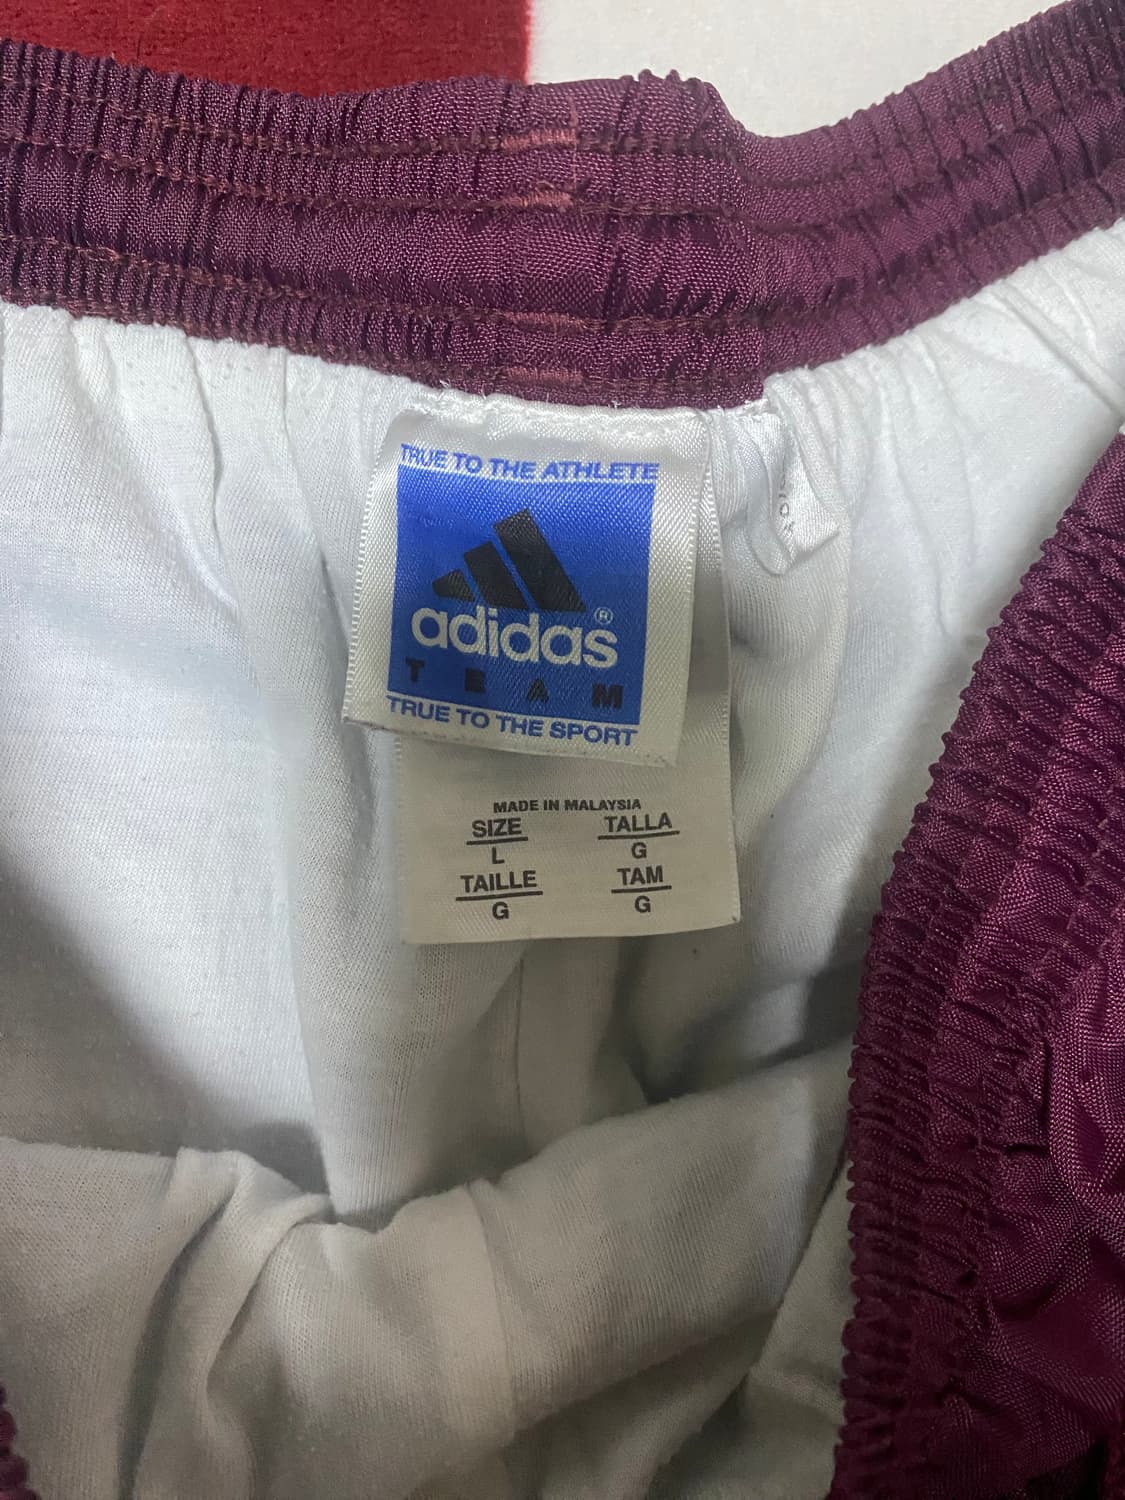 TRUE TO THE ATHLETE
adidas®
TEAM
TRUE TO THE SPORT
MADE IN MALAYSIA
SIZE TALLA
L G
TAILLE TAM
G G